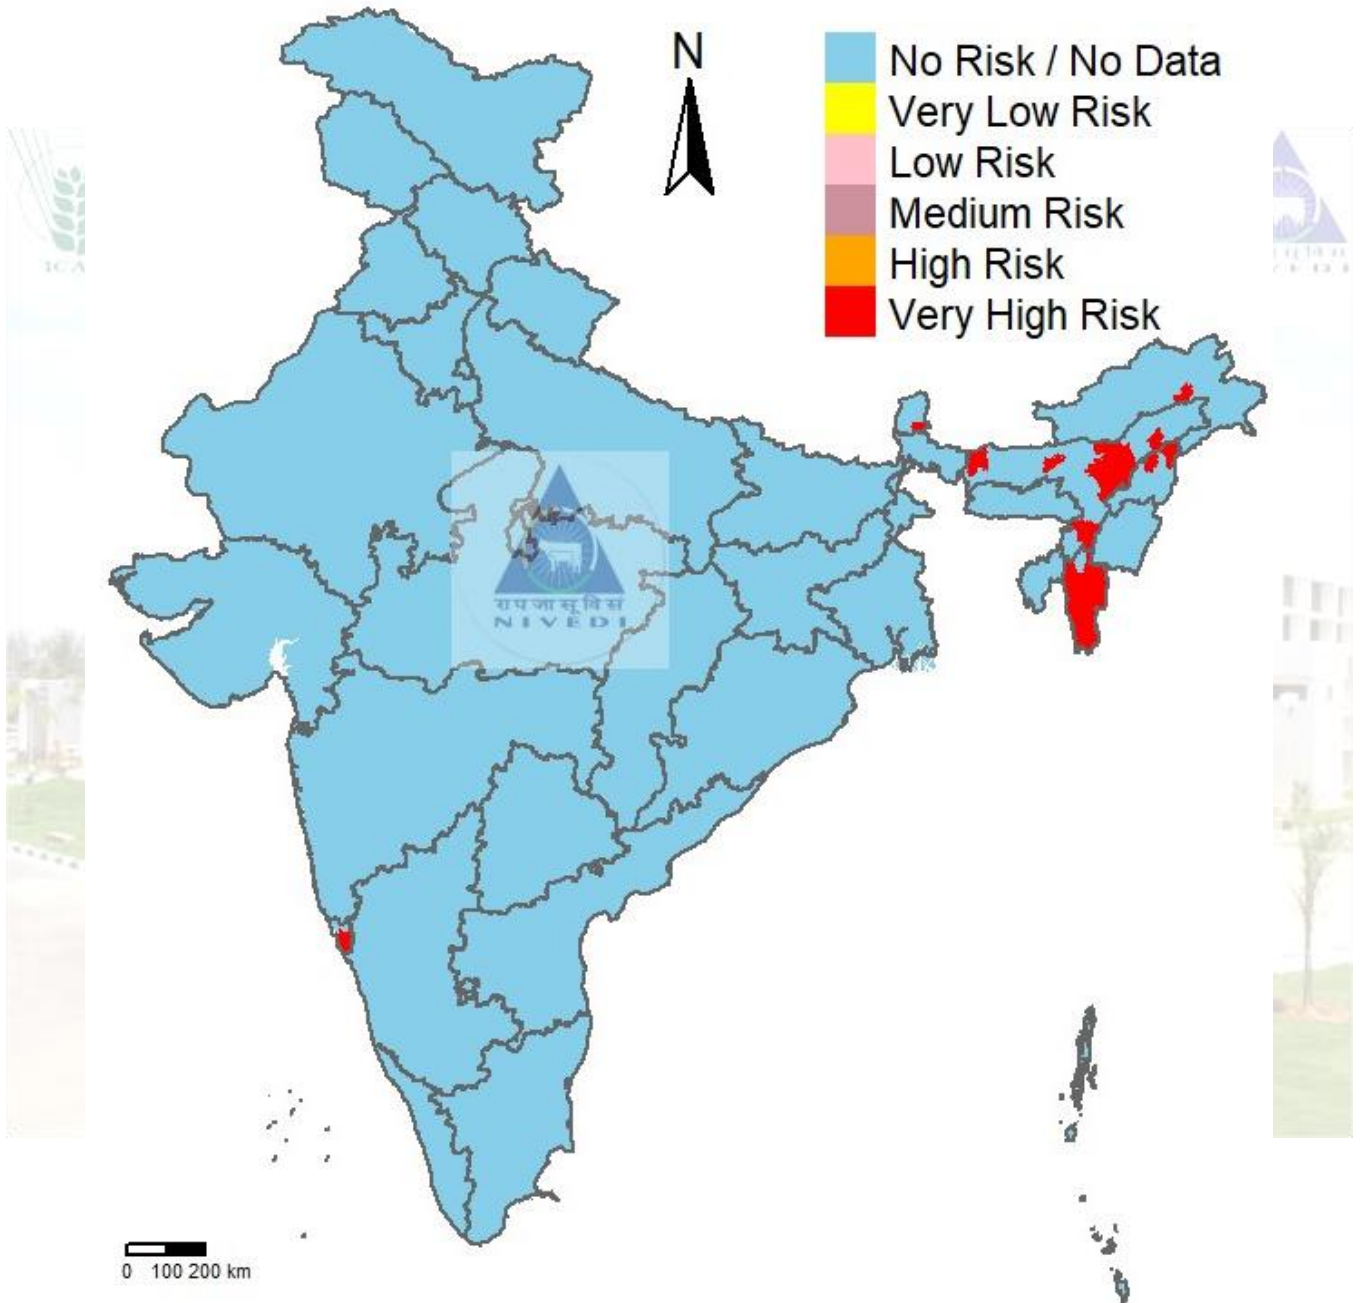 N
No Risk / No Data
Very Low Risk
Low Risk
Medium Risk
High Risk
Very High Risk
रापजासूविसं
NIVEDI
0 100 200 km